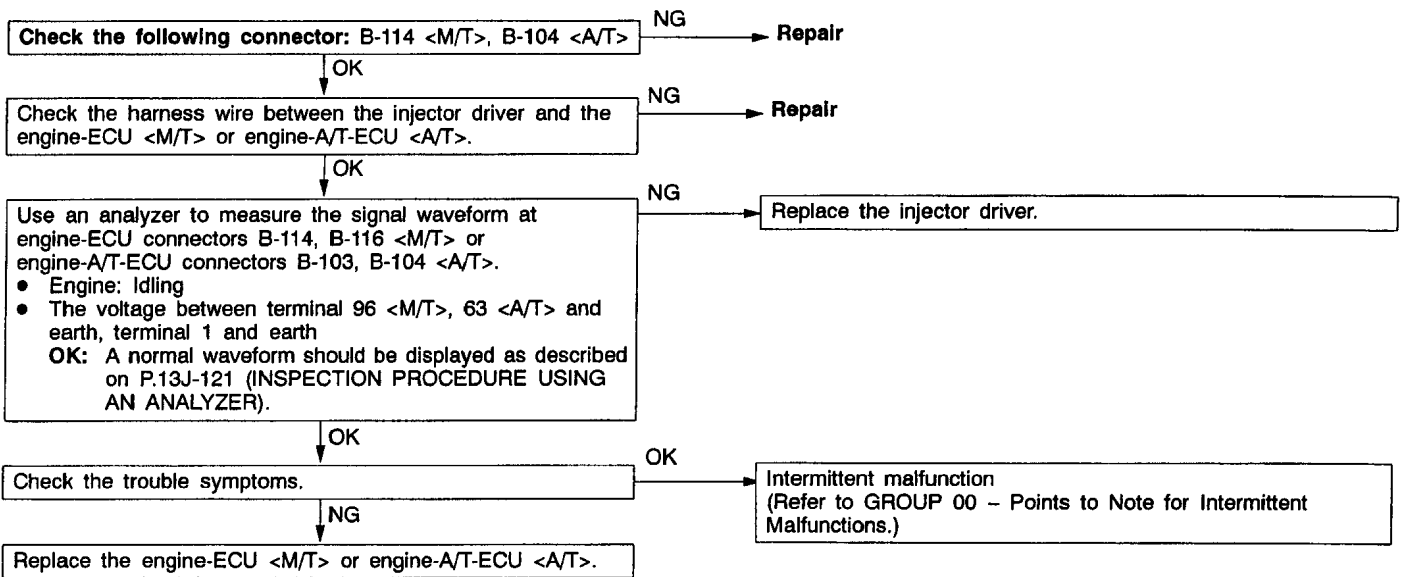 Check the following connector: B-114 <M/T>, B-104 <A/T>
NG
Repair
OK
Check the harness wire between the injector driver and the
engine-ECU <M/T> or engine-A/T-ECU <A/T>.
NG
Repair
OK
Use an analyzer to measure the signal waveform at
engine-ECU connectors B-114, B-116 <M/T> or
engine-A/T-ECU connectors B-103, B-104 <A/T>.
● Engine: Idling
● The voltage between terminal 96 <M/T>, 63 <A/T> and
earth, terminal 1 and earth
OK: A normal waveform should be displayed as described
on P.13J-121 (INSPECTION PROCEDURE USING
AN ANALYZER).
NG
Replace the injector driver.
OK
Check the trouble symptoms.
OK
Intermittent malfunction
(Refer to GROUP 00 – Points to Note for Intermittent
Malfunctions.)
NG
Replace the engine-ECU <M/T> or engine-A/T-ECU <A/T>.